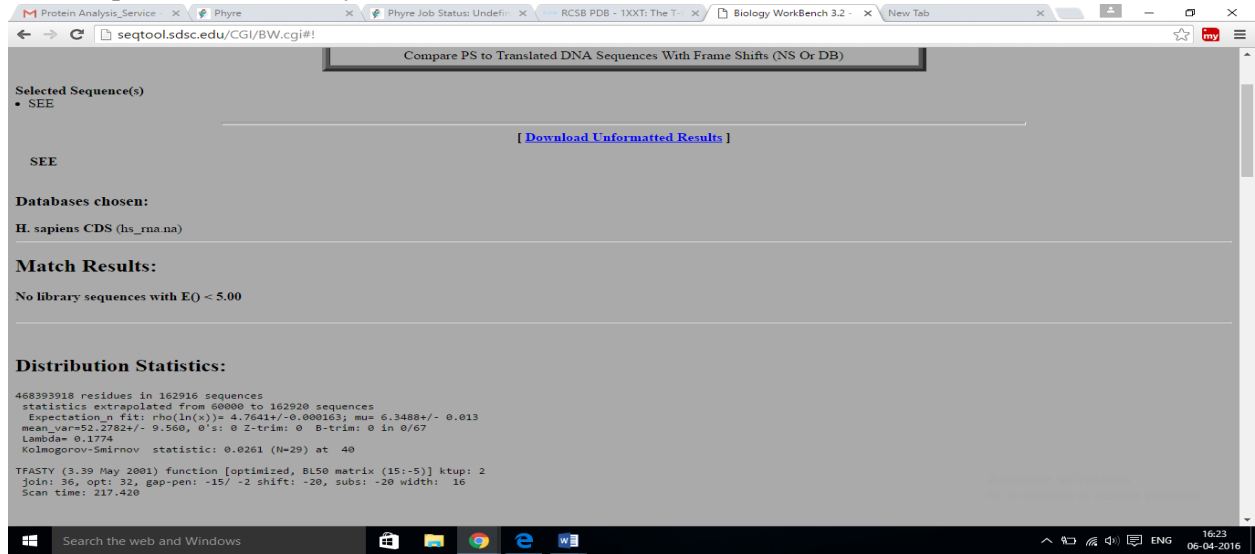 Protein Analysis_Service -
Phyre
Phyre Job Status: Undefin
RCSB PDB - 1XXT: The T-
Biology WorkBench 3.2 -
New Tab
seqtool.sdsc.edu/CGI/BW.cgi#!
my
Compare PS to Translated DNA Sequences With Frame Shifts (NS Or DB)
Selected Sequence(s)
• SEE
[ Download Unformatted Results ]
SEE
Databases chosen:
H. sapiens CDS (hs_rna.na)
Match Results:
No library sequences with E() < 5.00
Distribution Statistics:
468393918 residues in 162916 sequences
statistics extrapolated from 60000 to 162920 sequences
Expectation_n fit: rho(ln(x))= 4.7641+/-0.000163; mu= 6.3488+/- 0.013
mean_var=52.2782+/- 9.560, 0's: 0 Z-trim: 0 B-trim: 0 in 0/67
Lambda= 0.1774
Kolmogorov-Smirnov statistic: 0.0261 (N=29) at 40
TFASTY (3.39 May 2001) function [optimized, BL50 matrix (15:-5)] ktup: 2
join: 36, opt: 32, gap-pen: -15/ -2 shift: -20, subs: -20 width: 16
Scan time: 217.420
Search the web and Windows
ENG
16:23
06-04-2016